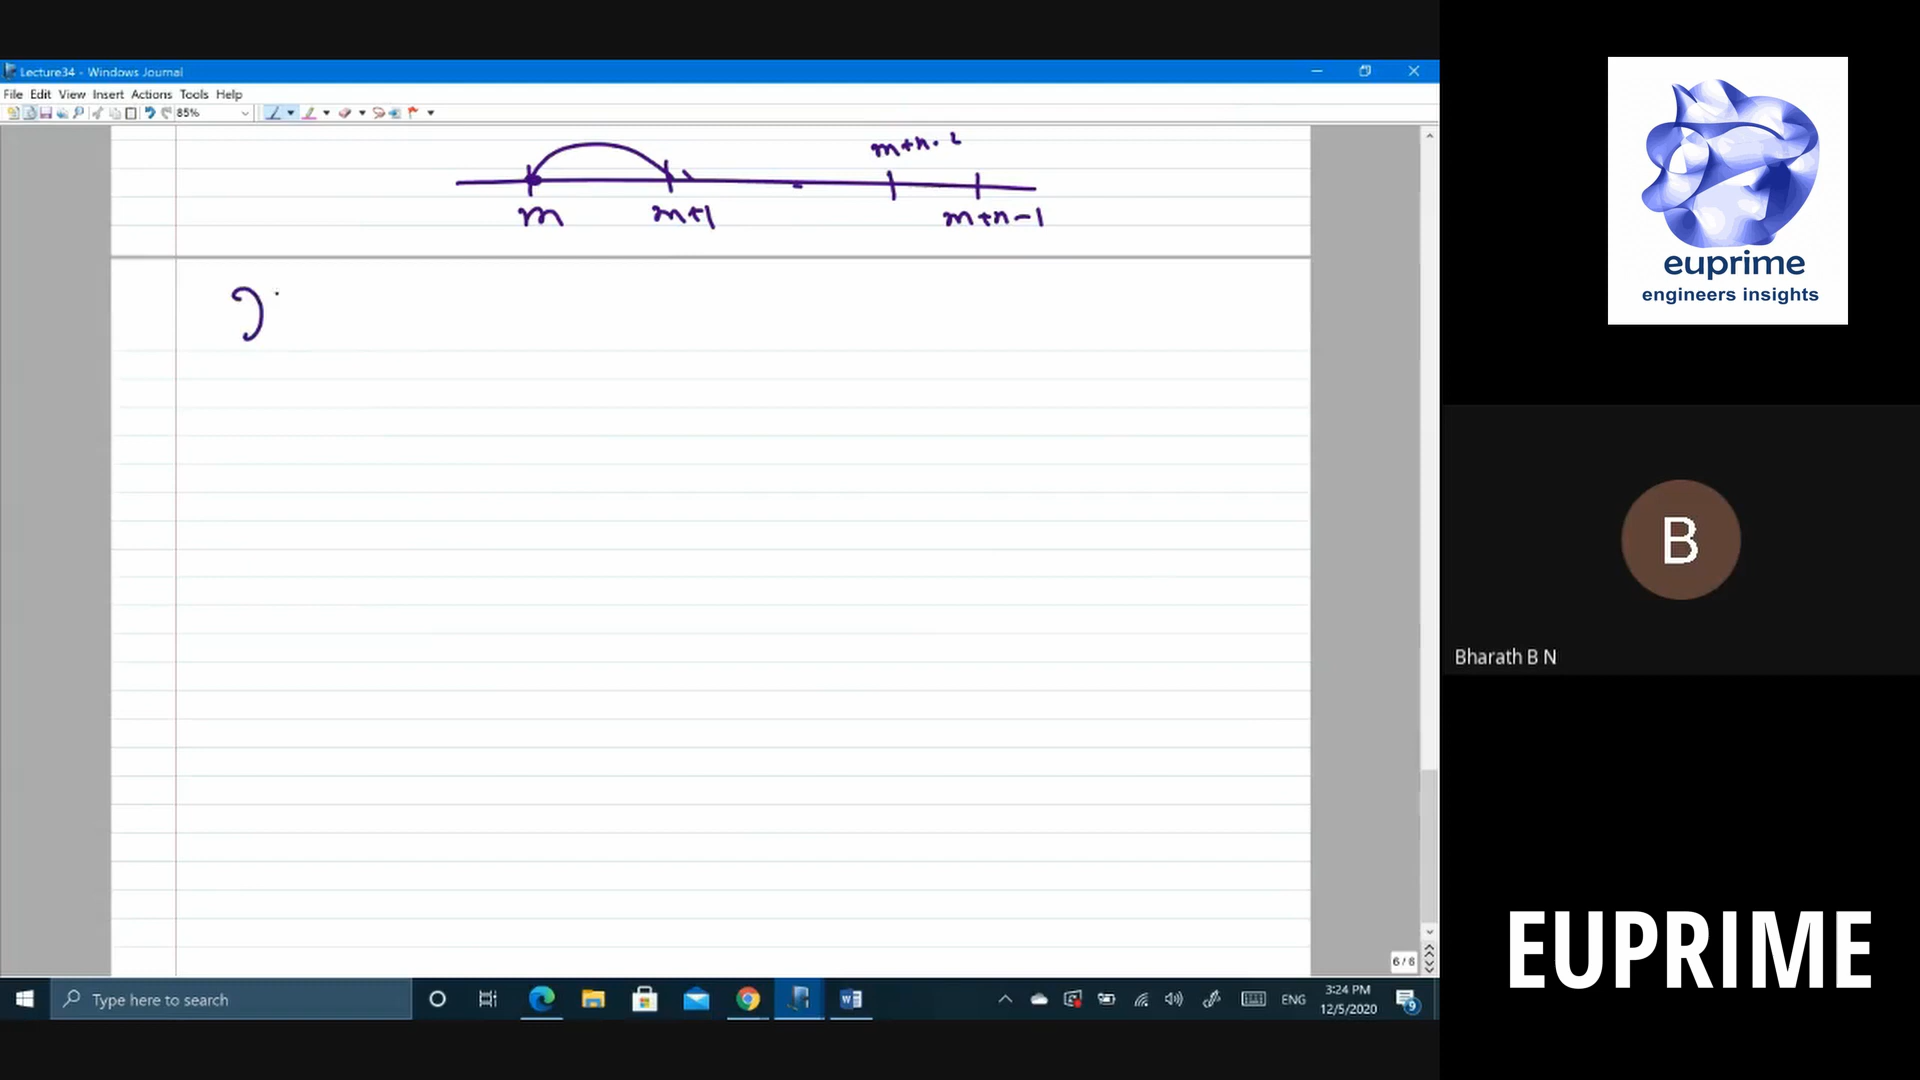 Lecture34 - Windows Journal
File Edit View Insert Actions Tools Help
85%
m+n-2
m m+1 m+n-1
euprime
engineers insights
B
Bharath B N
EUPRIME
6 / 6
Type here to search
ENG
3:24 PM
12/5/2020
9